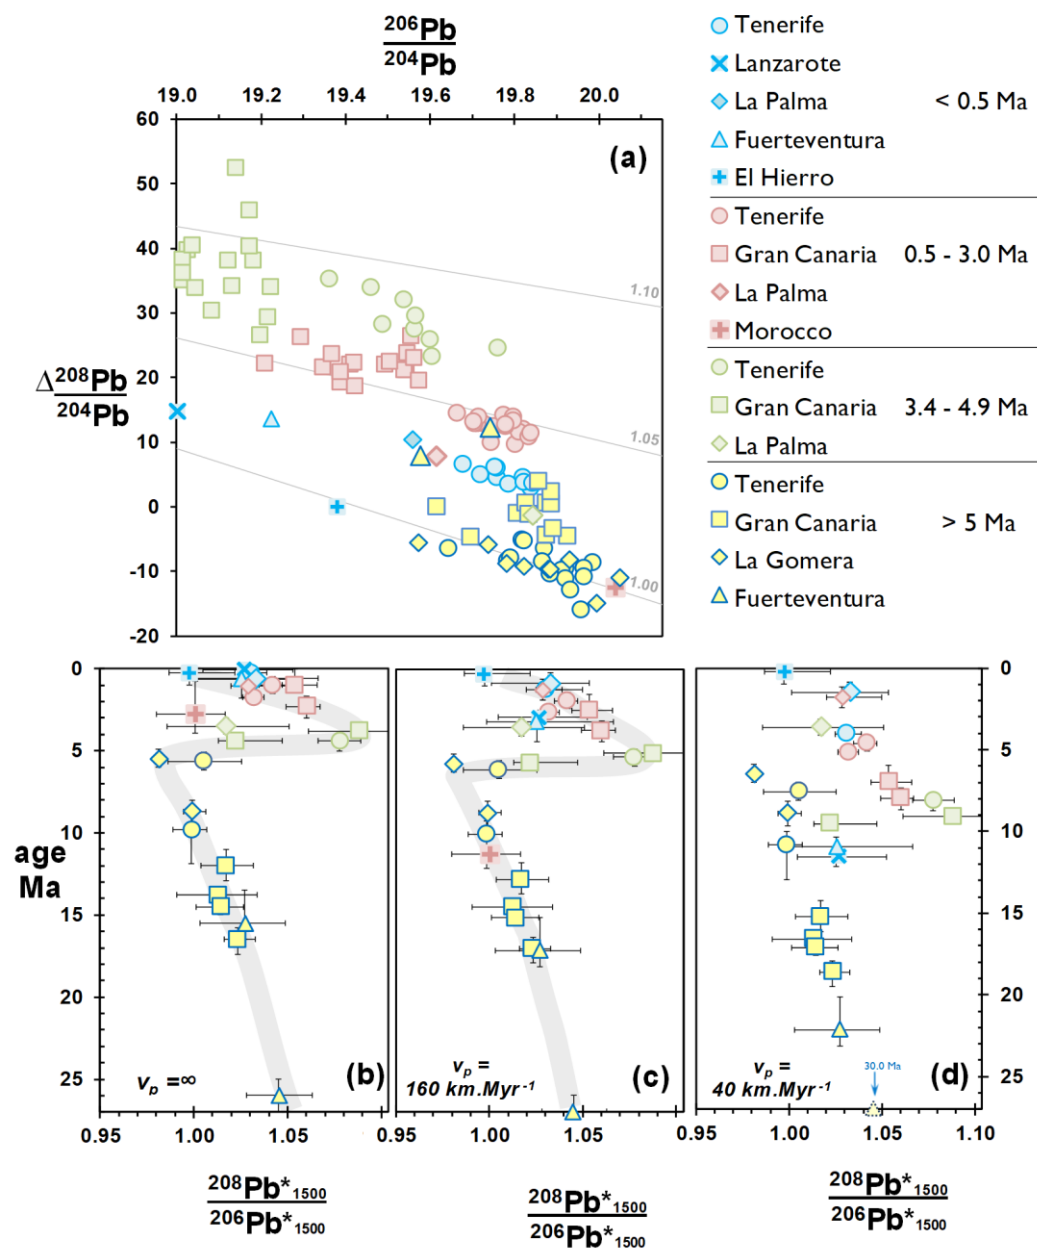 206Pb
204Pb
19.0 19.2 19.4 19.6 19.8 20.0
60
50
40
30
20
10
0
-10
-20
Δ208Pb
204Pb
(a)
1.10
1.05
1.00
Tenerife
Lanzarote
La Palma < 0.5 Ma
Fuerteventura
El Hierro
Tenerife
Gran Canaria 0.5 - 3.0 Ma
La Palma
Morocco
Tenerife
Gran Canaria 3.4 - 4.9 Ma
La Palma
Tenerife
Gran Canaria > 5 Ma
La Gomera
Fuerteventura
0
5
10
15
20
25
age
Ma
vp =∞
(b)
0.95 1.00 1.05
208Pb*1500
206Pb*1500
vp =
160 km.Myr-1
(c)
0.95 1.00 1.05
208Pb*1500
206Pb*1500
0
5
10
15
20
25
30.0 Ma
vp =
40 km.Myr-1
(d)
0.95 1.00 1.05 1.10
208Pb*1500
206Pb*1500